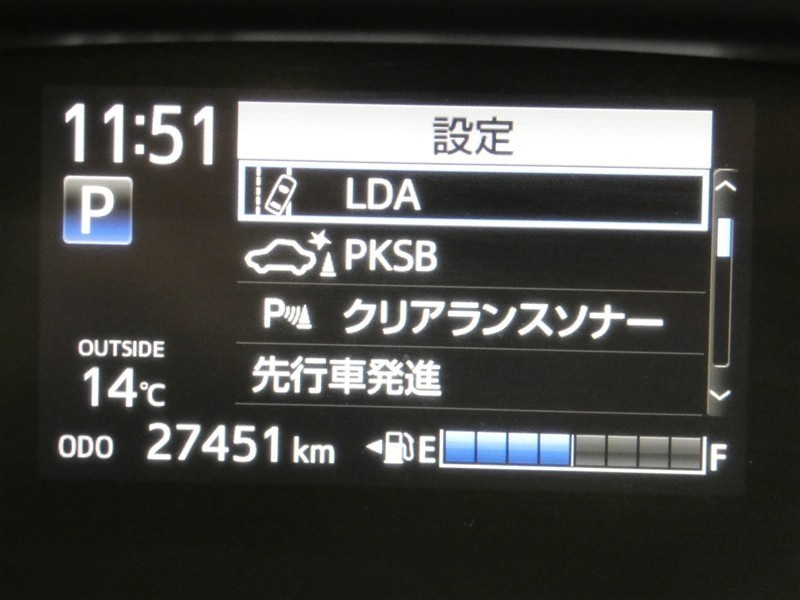 11:51
設定
P
LDA
PKSB
P クリアランスソナー
先行車発進
OUTSIDE
14℃
ODO 27451 km
E F